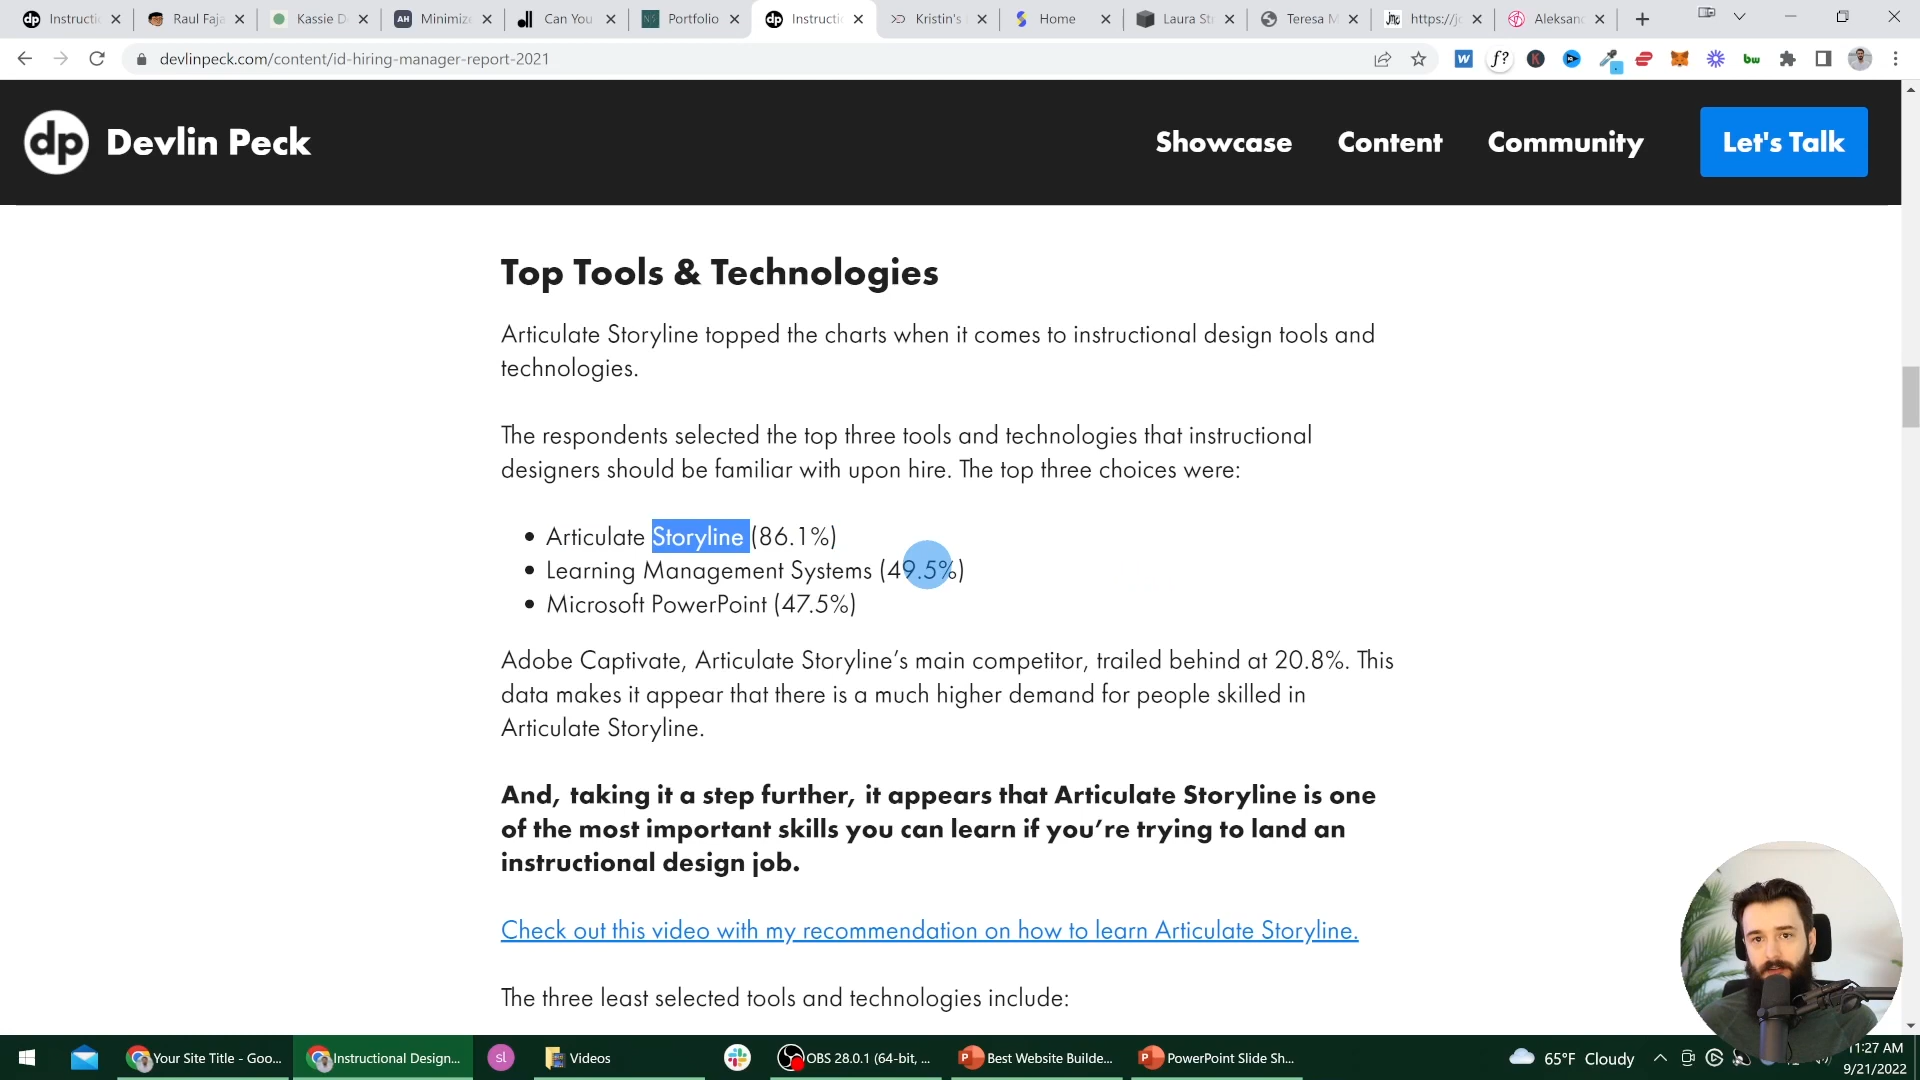 Instructi
Raul Faja
Kassie D
AH
Minimize
Can You
Portfolio
Instructi
Kristin's
Home
Laura St
Teresa M
https://j
Aleksan
devlinpeck.com/content/id-hiring-manager-report-2021
dp Devlin Peck
Showcase
Content
Community
Let's Talk
Top Tools & Technologies
Articulate Storyline topped the charts when it comes to instructional design tools and
technologies.
The respondents selected the top three tools and technologies that instructional
designers should be familiar with upon hire. The top three choices were:
• Articulate Storyline (86.1%)
• Learning Management Systems (49.5%)
• Microsoft PowerPoint (47.5%)
Adobe Captivate, Articulate Storyline’s main competitor, trailed behind at 20.8%. This
data makes it appear that there is a much higher demand for people skilled in
Articulate Storyline.
And, taking it a step further, it appears that Articulate Storyline is one
of the most important skills you can learn if you’re trying to land an
instructional design job.
Check out this video with my recommendation on how to learn Articulate Storyline.
The three least selected tools and technologies include:
Your Site Title - Goo...
Instructional Design...
sl
Videos
OBS 28.0.1 (64-bit, ...
Best Website Builde...
PowerPoint Slide Sh...
65°F Cloudy
11:27 AM
9/21/2022